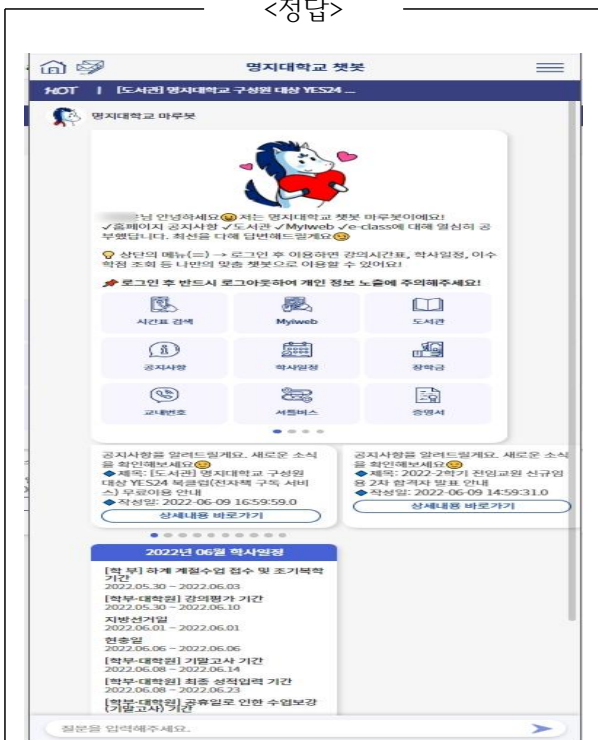 <정답>
명지대학교 챗봇
HOT | [도서관] 명지대학교 구성원 대상 YES24 ...
명지대학교 마루봇
님 안녕하세요 저는 명지대학교 챗봇 마루봇이에요!
✓홈페이지 공지사항 ✓도서관 ✓MyIweb ✓e-class에 대해 열심히 공
부했답니다. 최선을 다해 답변해드릴게요
상단의 메뉴(=) → 로그인 후 이용하면 강의시간표, 학사일정, 이수
학점 조회 등 나만의 맞춤 챗봇으로 이용할 수 있어요!
로그인 후 반드시 로그아웃하여 개인 정보 노출에 주의해주세요!
시간표 검색
Myiweb
도서관
공지사항
학사일정
장학금
교내번호
셔틀버스
증명서
공지사항을 알려드릴게요. 새로운 소식
을 확인해보세요
◆제목: [도서관] 명지대학교 구성원
대상 YES24 북클럽(전자책 구독 서비
스) 무료이용 안내
◆작성일: 2022-06-09 16:59:59.0
상세내용 바로가기
공지사항을 알려드릴게요. 새로운 소식
을 확인해보세요
◆제목: 2022-2학기 전임교원 신규임
용 2차 합격자 발표 안내
◆작성일: 2022-06-09 14:59:31.0
상세내용 바로가기
2022년 06월 학사일정
[학 부] 하계 계절수업 접수 및 조기복학
기간
2022.05.30 ~ 2022.06.03
[학부·대학원] 강의평가 기간
2022.05.30 ~ 2022.06.10
지방선거일
2022.06.01 ~ 2022.06.01
현충일
2022.06.06 ~ 2022.06.06
[학부·대학원] 기말고사 기간
2022.06.08 ~ 2022.06.14
[학부·대학원] 최종 성적입력 기간
2022.06.08 ~ 2022.06.23
[학부·대학원] 공휴일로 인한 수업보강
(기말고사) 기간
질문을 입력해주세요.